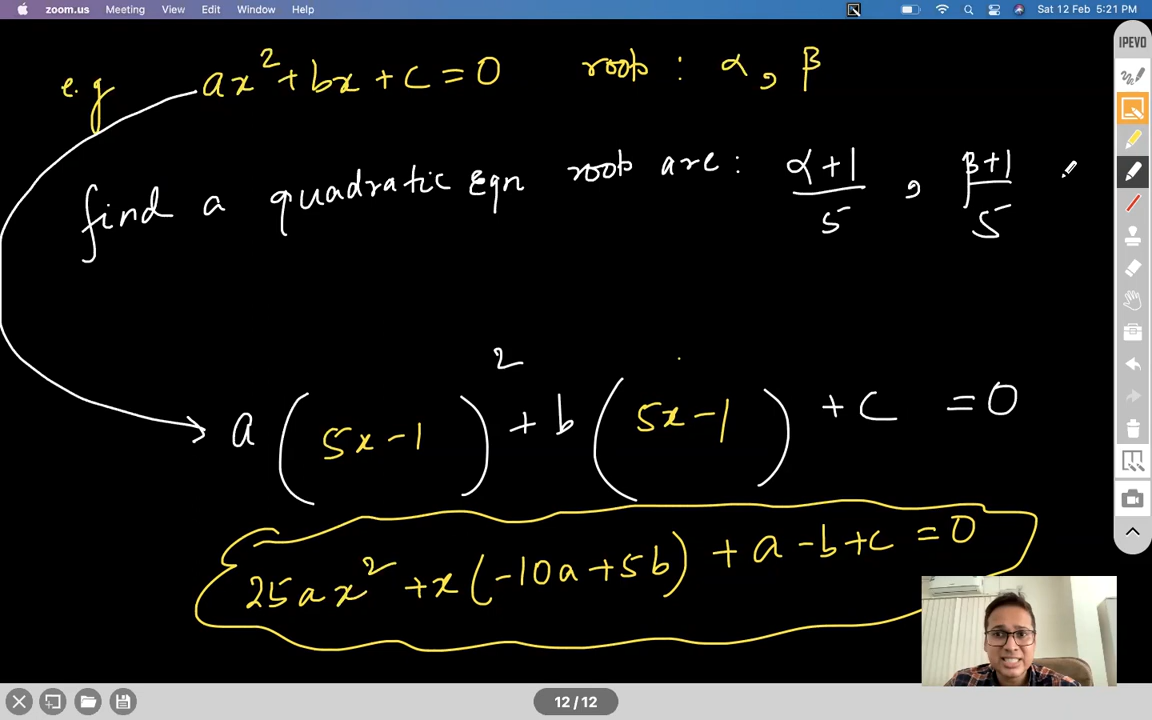 zoom.us Meeting View Edit Window Help Sat 12 Feb 5:21 PM
IPEVO
e.g ax²+bx+c=0 roots : α, β
find a quadratic Eqn roots are: (α+1)/5 , (β+1)/5
a(5x-1)² + b(5x-1) + c = 0
25ax² + x(-10a+5b) + a-b+c = 0
12/12